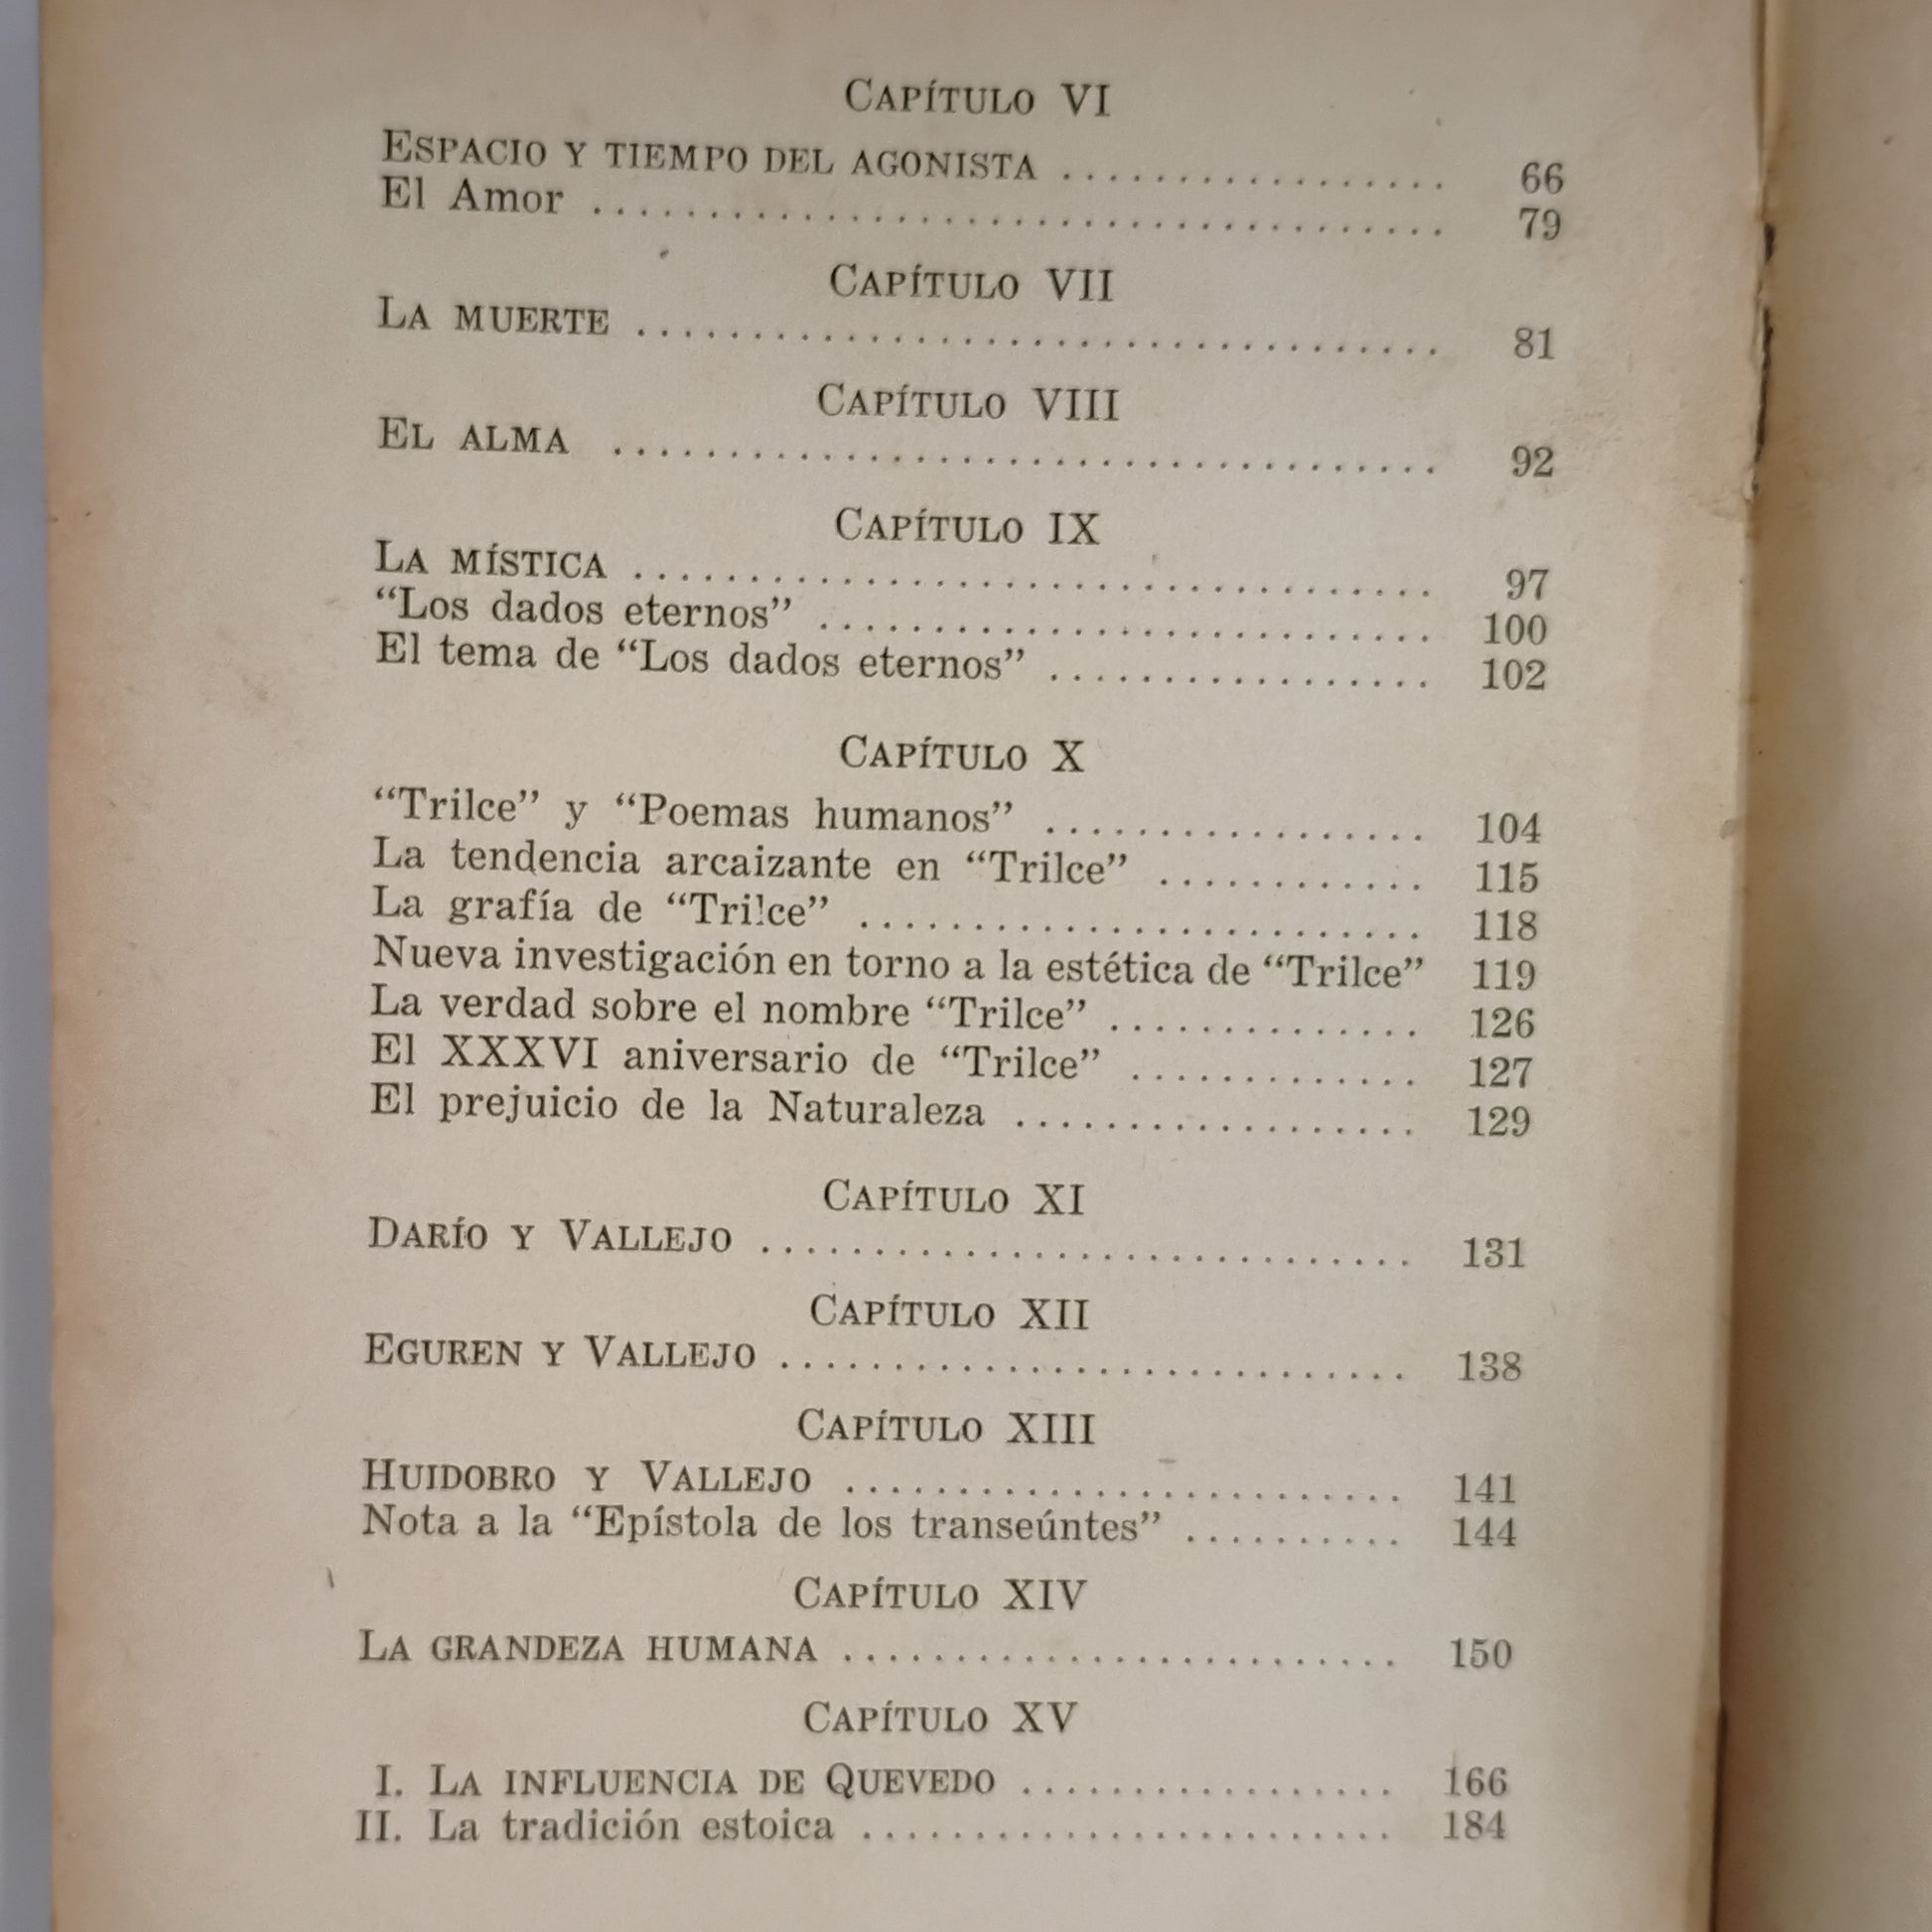 CAPÍTULO VI
ESPACIO Y TIEMPO DEL AGONISTA .................. 66
El Amor ..................................... 79
CAPÍTULO VII
LA MUERTE ................................... 81
CAPÍTULO VIII
EL ALMA .................................... 92
CAPÍTULO IX
LA MÍSTICA ................................... 97
“Los dados eternos” ........................... 100
El tema de “Los dados eternos” ................. 102
CAPÍTULO X
“Trilce” y “Poemas humanos” ................. 104
La tendencia arcaizante en “Trilce” ............ 115
La grafía de “Trilce” ......................... 118
Nueva investigación en torno a la estética de “Trilce” 119
La verdad sobre el nombre “Trilce” .............. 126
El XXXVI aniversario de “Trilce” ............. 127
El prejuicio de la Naturaleza .................. 129
CAPÍTULO XI
DARÍO Y VALLEJO ............................. 131
CAPÍTULO XII
EGUREN Y VALLEJO ............................ 138
CAPÍTULO XIII
HUIDOBRO Y VALLEJO ......................... 141
Nota a la “Epístola de los transeúntes” .......... 144
CAPÍTULO XIV
LA GRANDEZA HUMANA ......................... 150
CAPÍTULO XV
I. LA INFLUENCIA DE QUEVEDO ................. 166
II. La tradición estoica ........................ 184